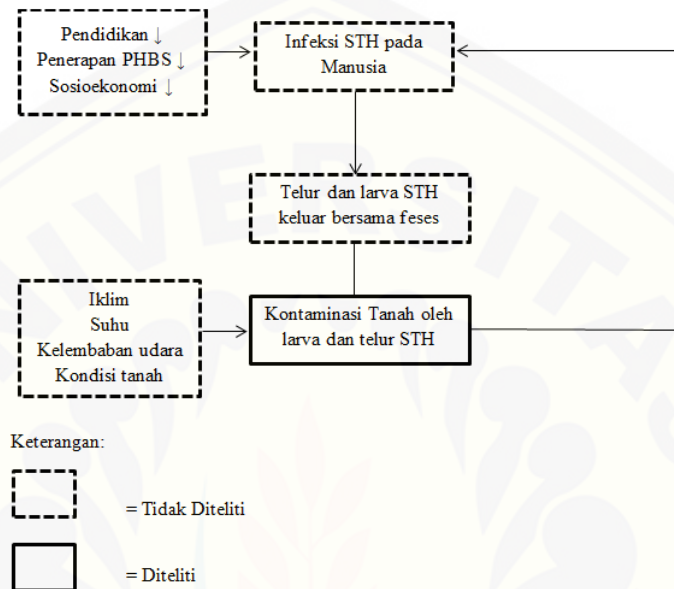 Pendidikan ↓
Penerapan PHBS ↓
Sosioekonomi ↓
Infeksi STH pada
Manusia
Telur dan larva STH
keluar bersama feses
Iklim
Suhu
Kelembaban udara
Kondisi tanah
Kontaminasi Tanah oleh
larva dan telur STH
Keterangan:
= Tidak Diteliti
= Diteliti
UNIVERSITAS